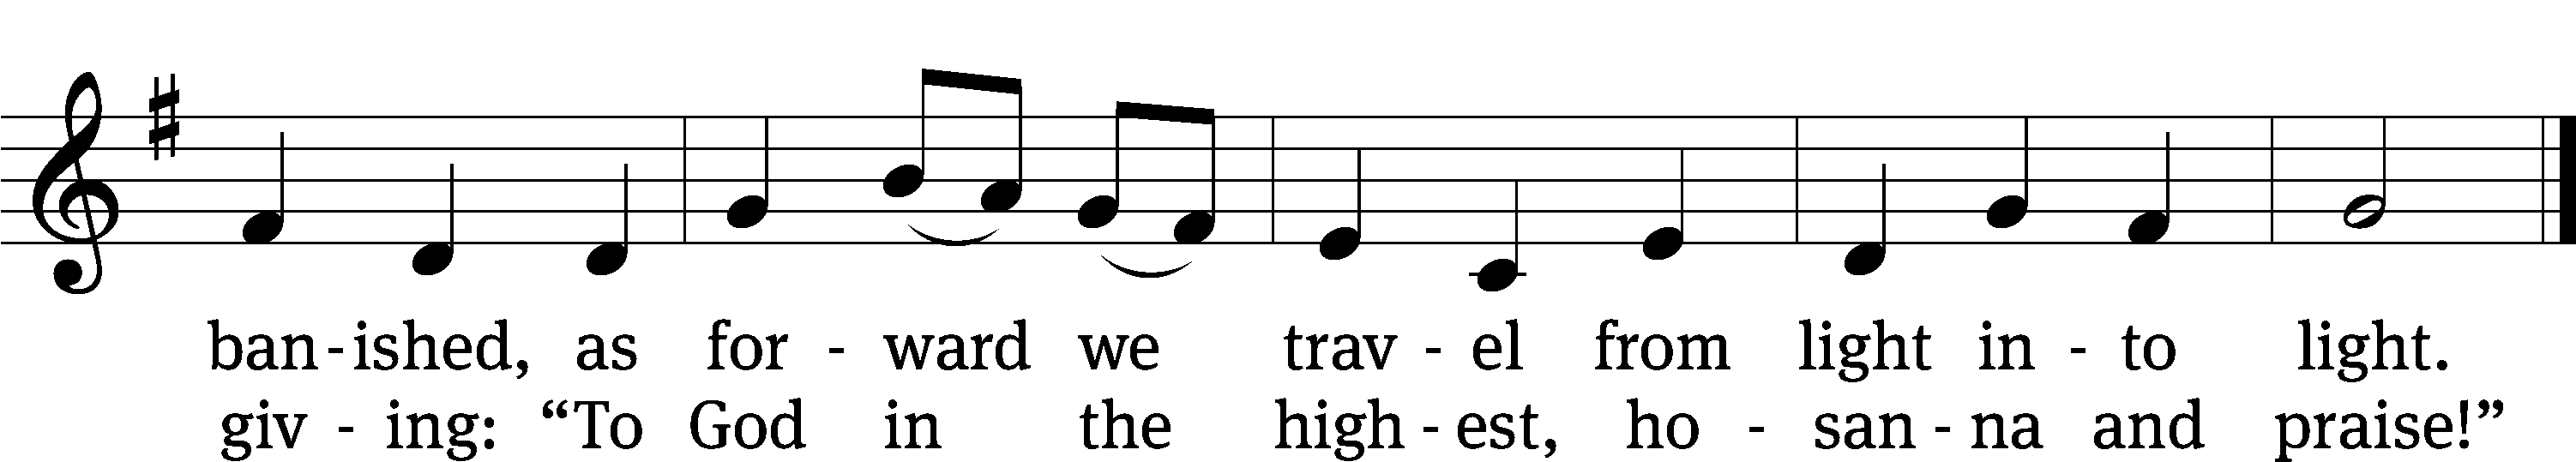 ban - ished, as for - ward we trav - el from light in - to light.
giv - ing: “To God in the high - est, ho - san - na and praise!”